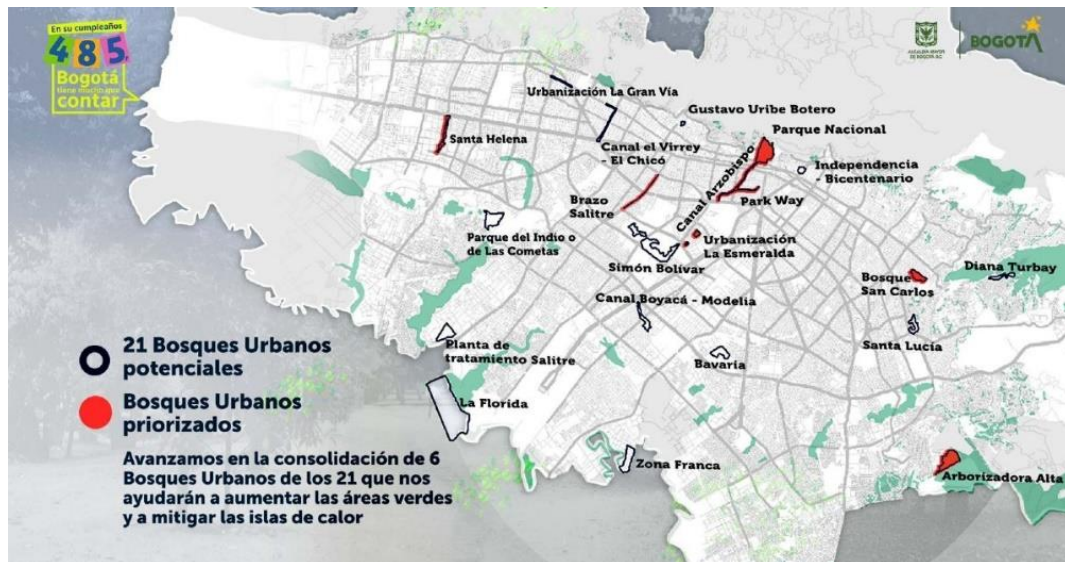 En su cumpleaños
485
Bogotá
tiene mucho que
contar
ALCALDÍA MAYOR
DE BOGOTÁ D.C.
BOGOTÁ
Urbanización La Gran Vía
Gustavo Uribe Botero
Parque Nacional
Santa Helena
Canal el Virrey
- El Chicó
Canal Arzobispo
Independencia
- Bicentenario
Brazo
Salitre
Park Way
Parque del Indio o
de Las Cometas
Urbanización
La Esmeralda
Simón Bolívar
Bosque
San Carlos
Diana Turbay
Canal Boyacá - Modelia
Santa Lucía
Planta de
tratamiento Salitre
Bavaria
La Florida
Zona Franca
Arborizadora Alta
21 Bosques Urbanos
potenciales
Bosques Urbanos
priorizados
Avanzamos en la consolidación de 6
Bosques Urbanos de los 21 que nos
ayudarán a aumentar las áreas verdes
y a mitigar las islas de calor